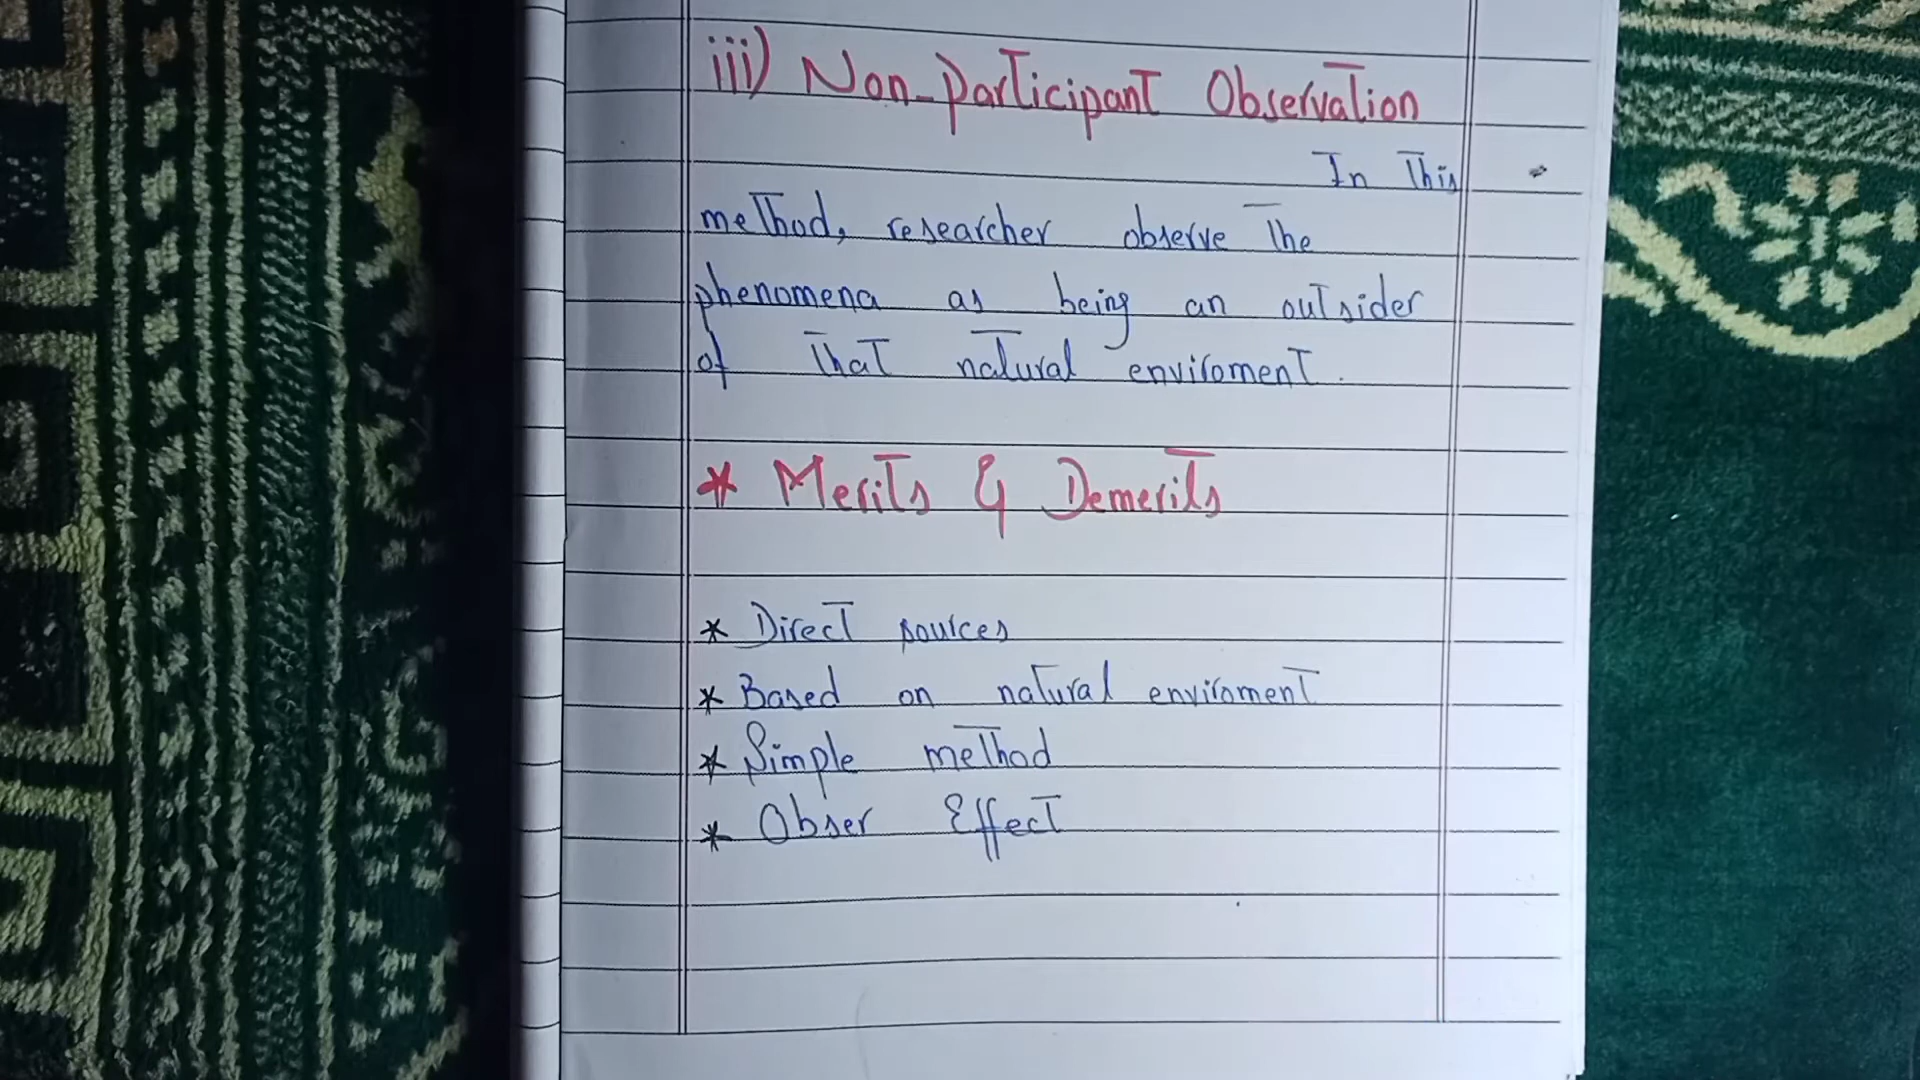 iii) Non-Participant Observation
In This
method, researcher observe the
phenomena as being an outsider
of that natural enviroment.
* Merits & Demerits
* Direct sources
* Based on natural enviroment
* Simple method
* Obser Effect